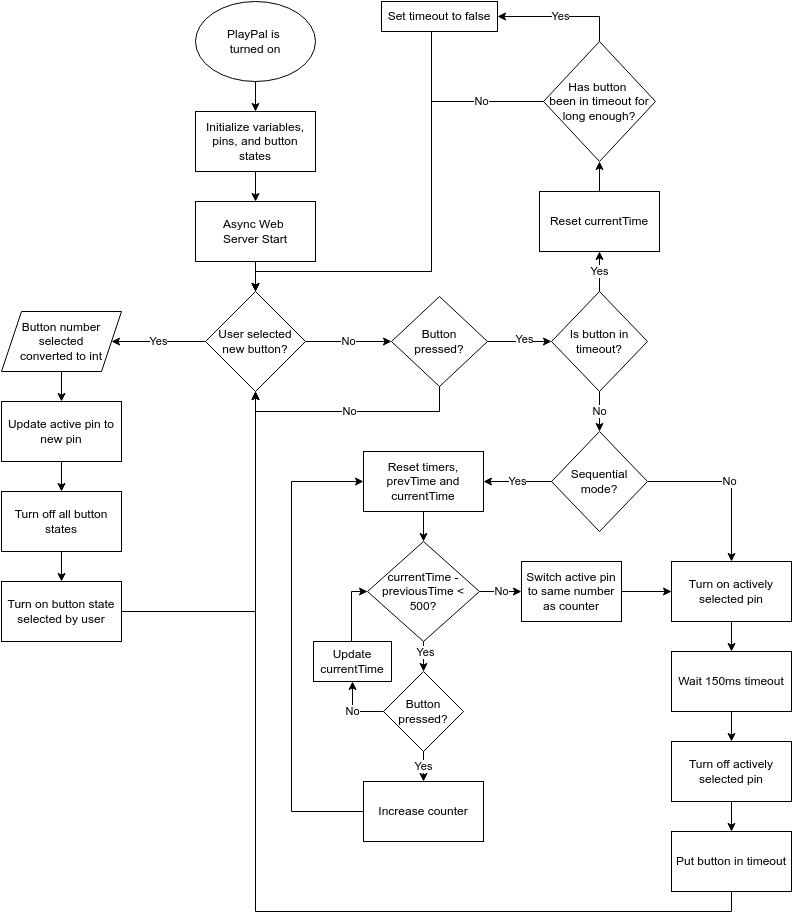 PlayPal is
turned on
Initialize variables,
pins, and button
states
Async Web
Server Start
Set timeout to false
Yes
Has button
been in timeout for
long enough?
No
Reset currentTime
Yes
Button number
selected
converted to int
Yes
User selected
new button?
No
Button
pressed?
Yes
Is button in
timeout?
No
No
Update active pin to
new pin
Turn off all button
states
Turn on button state
selected by user
Reset timers,
prevTime and
currentTime
Yes
Sequential
mode?
No
currentTime -
previousTime <
500?
No
Switch active pin
to same number
as counter
Turn on actively
selected pin
Update
currentTime
Yes
No
Button
pressed?
Yes
Increase counter
Wait 150ms timeout
Turn off actively
selected pin
Put button in timeout